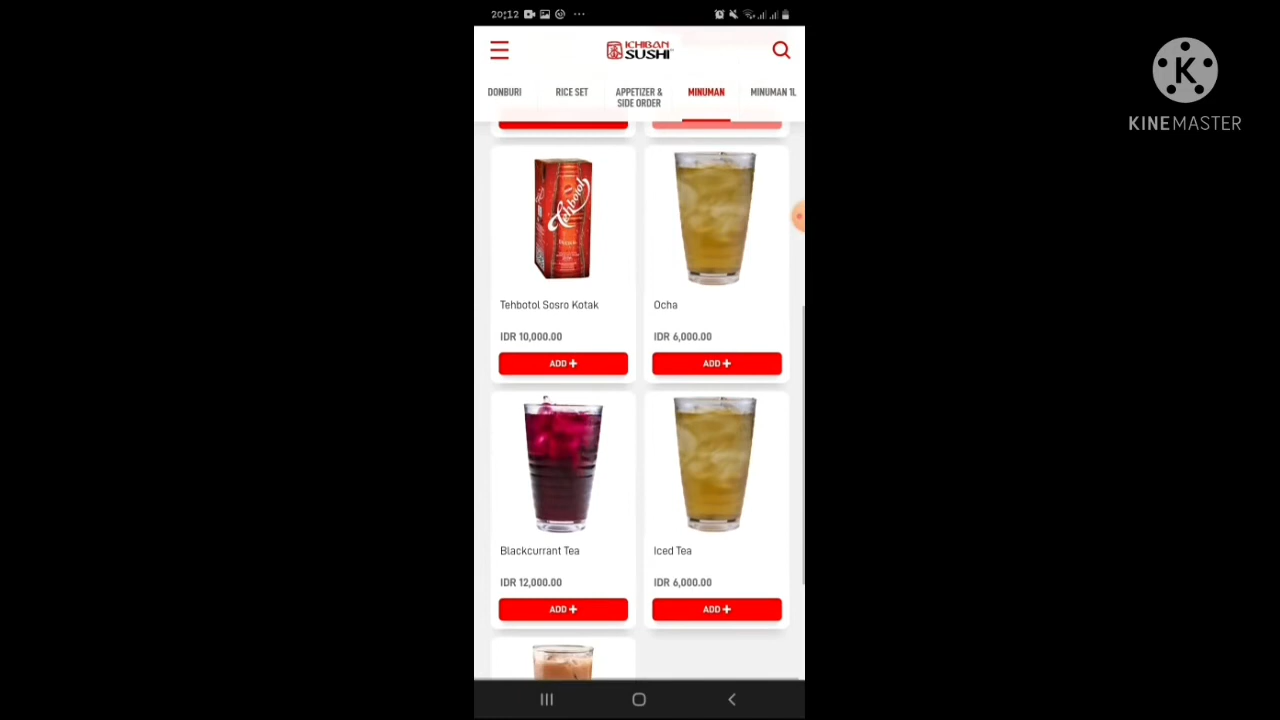 20:12
ICHIBAN
SUSHI
KINEMASTER
DONBURI
RICE SET
APPETIZER &
SIDE ORDER
MINUMAN
MINUMAN 1L
Tehbotol
Tehbotol Sosro Kotak
Ocha
IDR 10,000.00
IDR 6,000.00
ADD +
ADD +
Blackcurrant Tea
Iced Tea
IDR 12,000.00
IDR 6,000.00
ADD +
ADD +